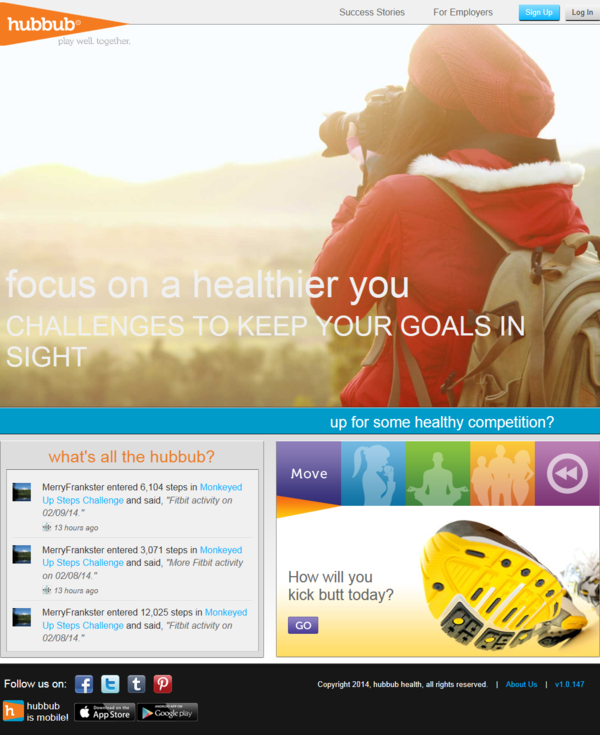 hubbub®
play well. together.
Success Stories
For Employers
Sign Up
Log In
focus on a healthier you
CHALLENGES TO KEEP YOUR GOALS IN
SIGHT
up for some healthy competition?
what's all the hubbub?
MerryFrankster entered 6,104 steps in Monkeyed
Up Steps Challenge and said, "Fitbit activity on
02/09/14."
13 hours ago
MerryFrankster entered 3,071 steps in Monkeyed
Up Steps Challenge and said, "More Fitbit activity
on 02/08/14."
13 hours ago
MerryFrankster entered 12,025 steps in Monkeyed
Up Steps Challenge and said, "Fitbit activity on
02/08/14."
Move
How will you
kick butt today?
GO
Follow us on:
f
t
t
P
Copyright 2014, hubbub health, all rights reserved. | About Us | v1.0.147
h
hubbub
is mobile!
Download on the
App Store
ANDROID APP ON
Google play